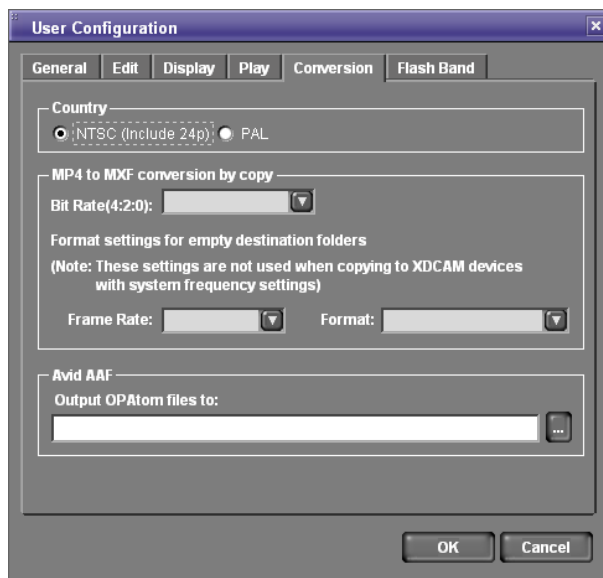 User Configuration
General Edit Display Play Conversion Flash Band
Country
NTSC (Include 24p) PAL
MP4 to MXF conversion by copy
Bit Rate(4:2:0):
Format settings for empty destination folders
(Note: These settings are not used when copying to XDCAM devices
with system frequency settings)
Frame Rate: Format:
Avid AAF
Output OPAtom files to:
...
OK Cancel